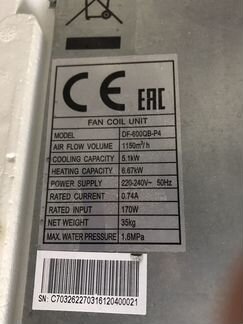 CE EAC
FAN COIL UNIT
MODEL DF-600QB-P4
AIR FLOW VOLUME 1150m³/h
COOLING CAPACITY 5.1kW
HEATING CAPACITY 6.67kW
POWER SUPPLY 220-240V~ 50Hz
RATED CURRENT 0.74A
RATED INPUT 170W
NET WEIGHT 35kg
MAX. WATER PRESSURE 1.6MPa
SN: C703262270316120400021